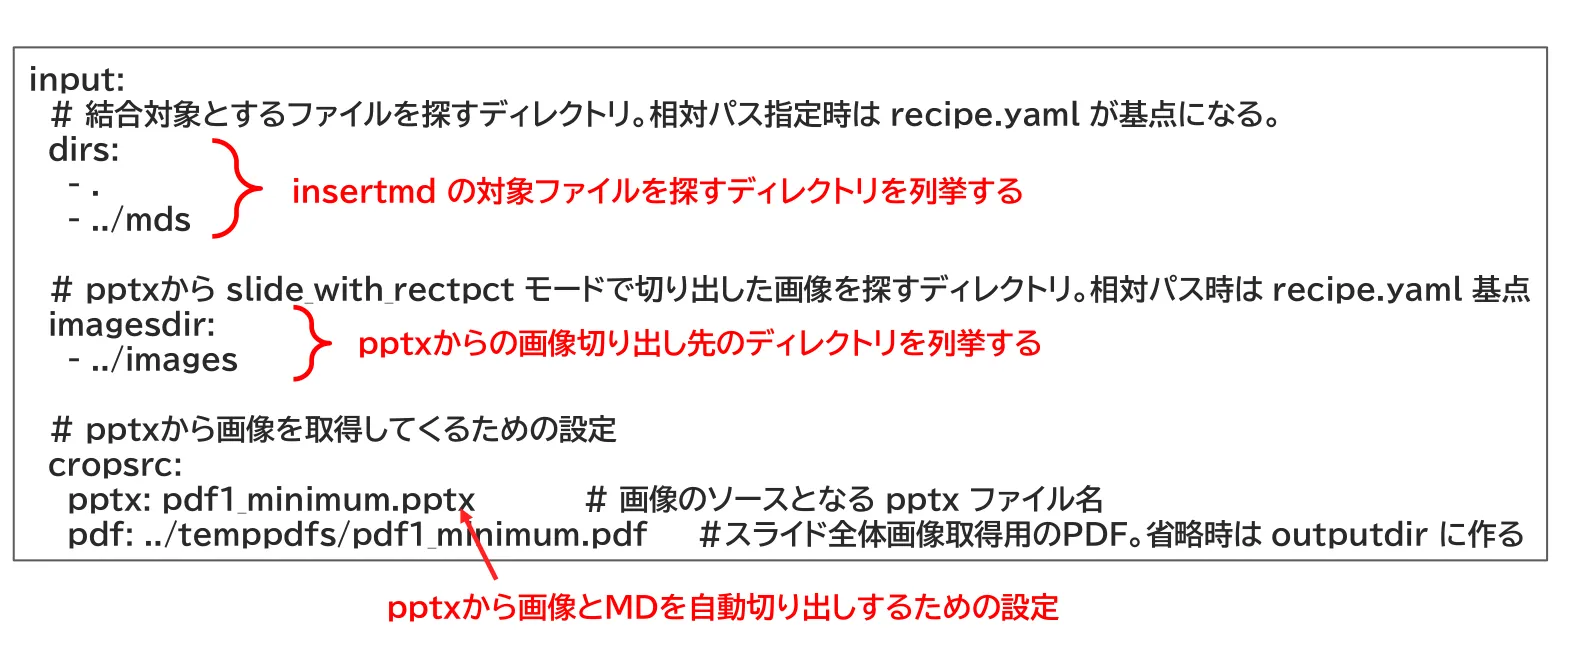 input:
# 結合対象とするファイルを探すディレクトリ。相対パス指定時は recipe.yaml が基点になる。
dirs:
- .
- ../mds
insertmd の対象ファイルを探すディレクトリを列挙する
# pptxから slide_with_rectpct モードで切り出した画像を探すディレクトリ。相対パス時は recipe.yaml 基点
imagesdir:
- ../images
pptxからの画像切り出し先のディレクトリを列挙する
# pptxから画像を取得してくるための設定
cropsrc:
pptx: pdf1_minimum.pptx # 画像のソースとなる pptx ファイル名
pdf: ../temppdfs/pdf1_minimum.pdf #スライド全体画像取得用のPDF。省略時は outputdir に作る
pptxから画像とMDを自動切り出しするための設定